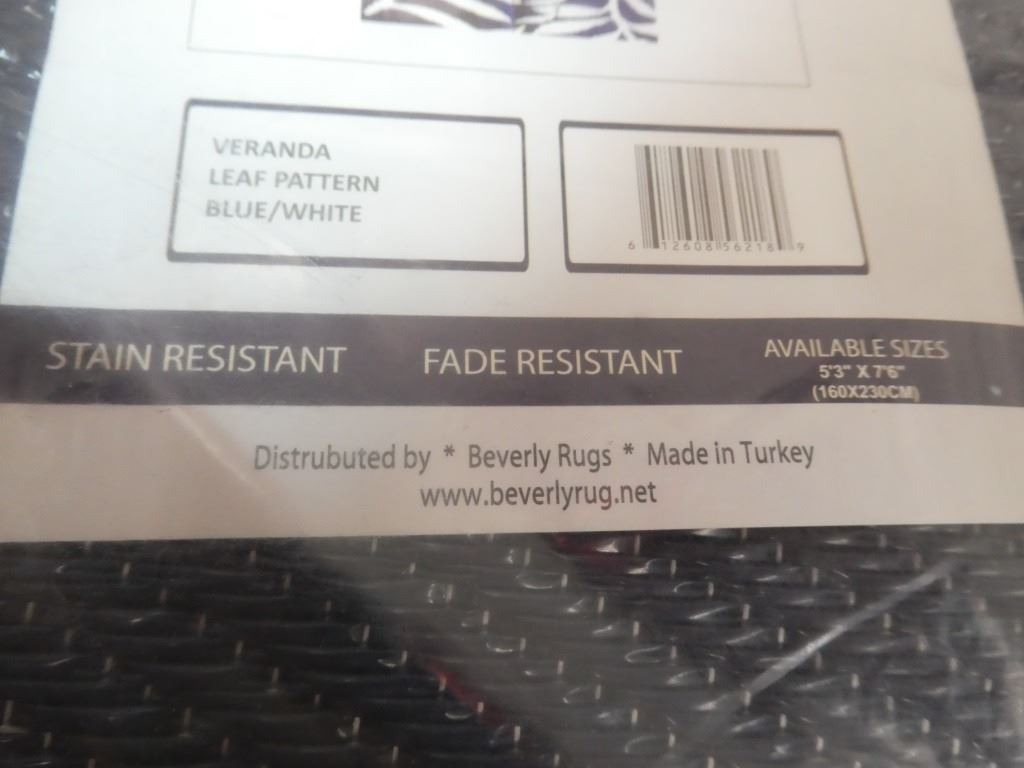 VERANDA
LEAF PATTERN
BLUE/WHITE
6 12608 56218 9
STAIN RESISTANT
FADE RESISTANT
AVAILABLE SIZES
5'3" X 7'6"
(160X230CM)
Distrubuted by * Beverly Rugs * Made in Turkey
www.beverlyrug.net